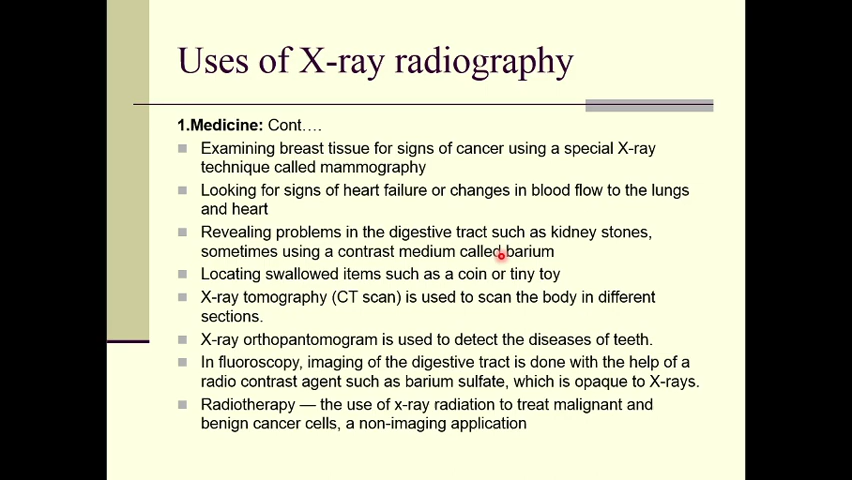 Uses of X-ray radiography
1.Medicine: Cont….
Examining breast tissue for signs of cancer using a special X-ray
technique called mammography
Looking for signs of heart failure or changes in blood flow to the lungs
and heart
Revealing problems in the digestive tract such as kidney stones,
sometimes using a contrast medium called barium
Locating swallowed items such as a coin or tiny toy
X-ray tomography (CT scan) is used to scan the body in different
sections.
X-ray orthopantomogram is used to detect the diseases of teeth.
In fluoroscopy, imaging of the digestive tract is done with the help of a
radio contrast agent such as barium sulfate, which is opaque to X-rays.
Radiotherapy — the use of x-ray radiation to treat malignant and
benign cancer cells, a non-imaging application